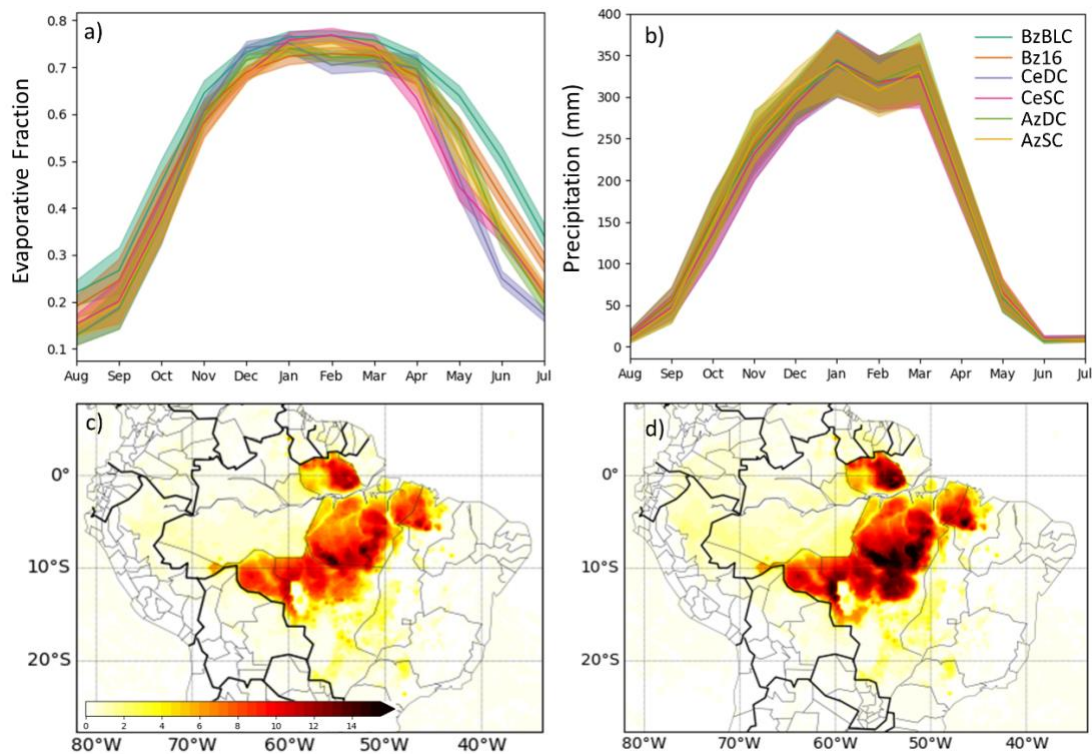 a)
Evaporative Fraction
0.8
0.7
0.6
0.5
0.4
0.3
0.2
0.1
Aug Sep Oct Nov Dec Jan Feb Mar Apr May Jun Jul
b)
Precipitation (mm)
400
350
300
250
200
150
100
50
0
Aug Sep Oct Nov Dec Jan Feb Mar Apr May Jun Jul
BzBLC
Bz16
CeDC
CeSC
AzDC
AzSC
c)
0°
10°S
20°S
0 2 4 6 8 10 12 14
80°W 70°W 60°W 50°W 40°W
d)
0°
10°S
20°S
80°W 70°W 60°W 50°W 40°W